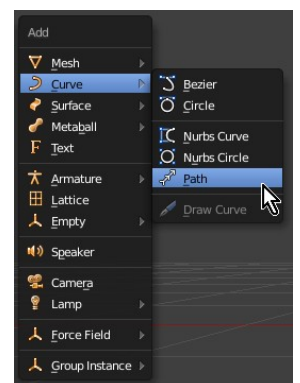 Add
Mesh
Curve
Surface
Metaball
Text
Armature
Lattice
Empty
Speaker
Camera
Lamp
Force Field
Group Instance
Bezier
Circle
Nurbs Curve
Nurbs Circle
Path
Draw Curve